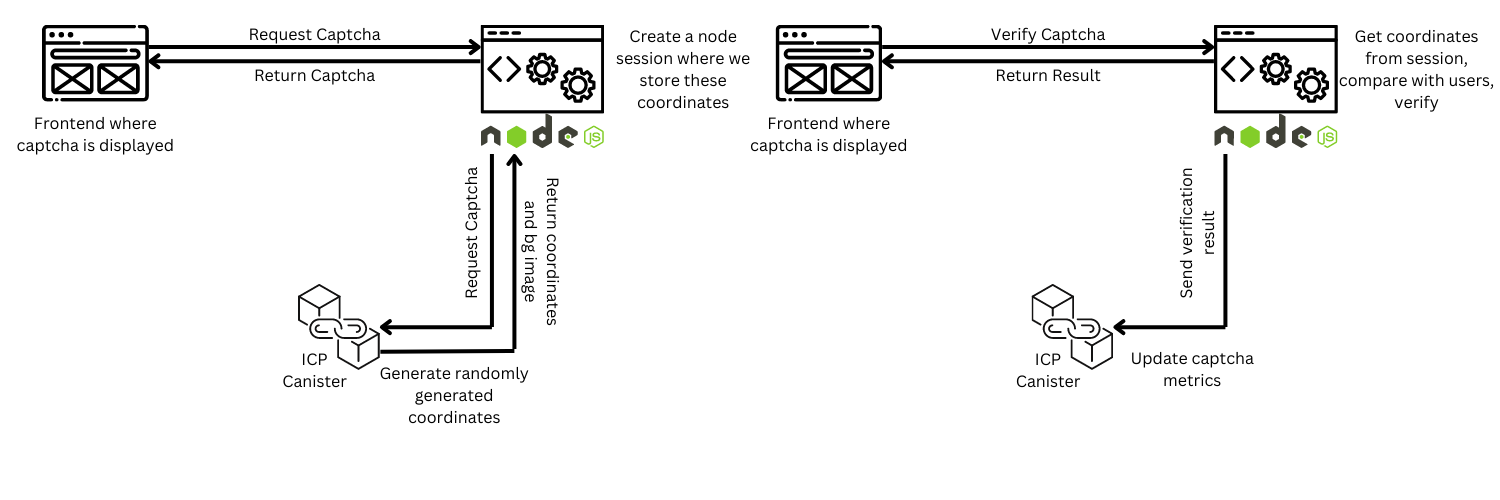 Request Captcha
Return Captcha
Frontend where
captcha is displayed
Create a node
session where we
store these
coordinates
node
JS
Request Captcha
Return coordinates
and bg image
ICP
Canister
Generate randomly
generated
coordinates
Verify Captcha
Return Result
Frontend where
captcha is displayed
Get coordinates
from session,
compare with users,
verify
node
JS
Send verification
result
ICP
Canister
Update captcha
metrics